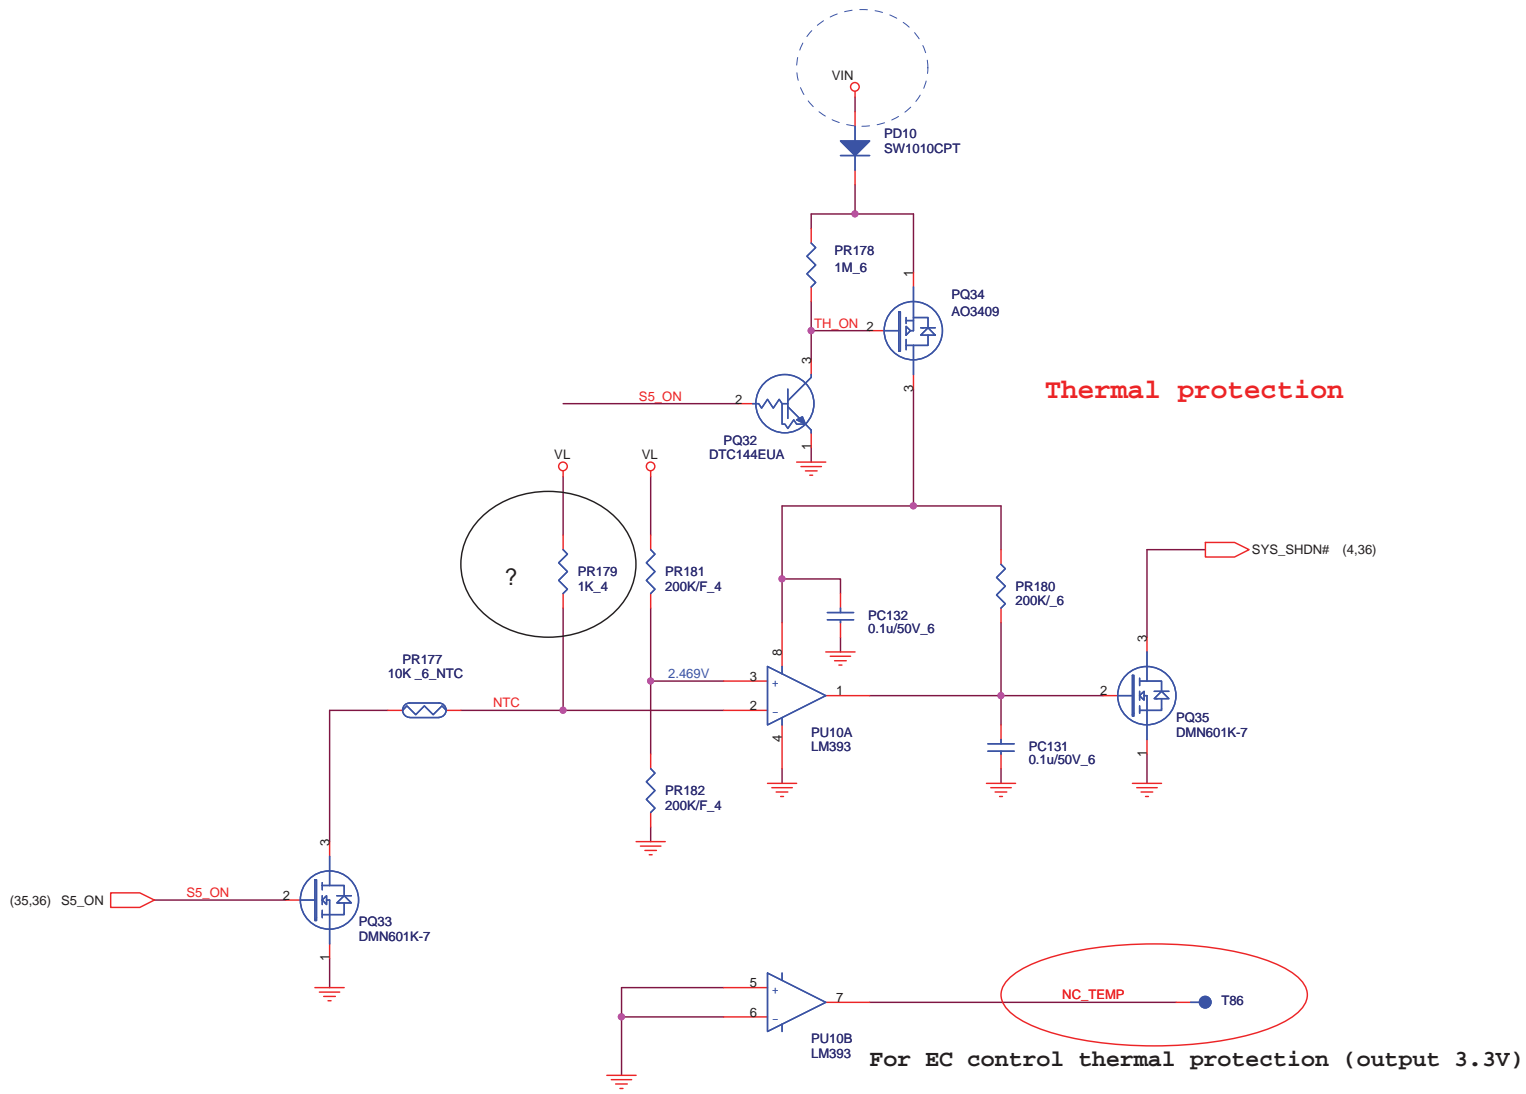 VIN
PD10
SW1010CPT
PR178
1M_6
1
PQ34
AO3409
TH_ON
2
3
3
Thermal protection
S5_ON
2
PQ32
DTC144EUA
1
VL
VL
?
PR179
1K_4
PR181
200K/F_4
SYS_SHDN# (4,36)
PR180
200K/_6
PC132
0.1u/50V_6
8
3
PR177
10K_6_NTC
NTC
2.469V
3
+
2
−
1
4
PU10A
LM393
2
PQ35
DMN601K-7
1
PC131
0.1u/50V_6
PR182
200K/F_4
3
(35,36) S5_ON
S5_ON
2
PQ33
DMN601K-7
1
5
+
6
−
7
NC_TEMP
T86
PU10B
LM393
For EC control thermal protection (output 3.3V)